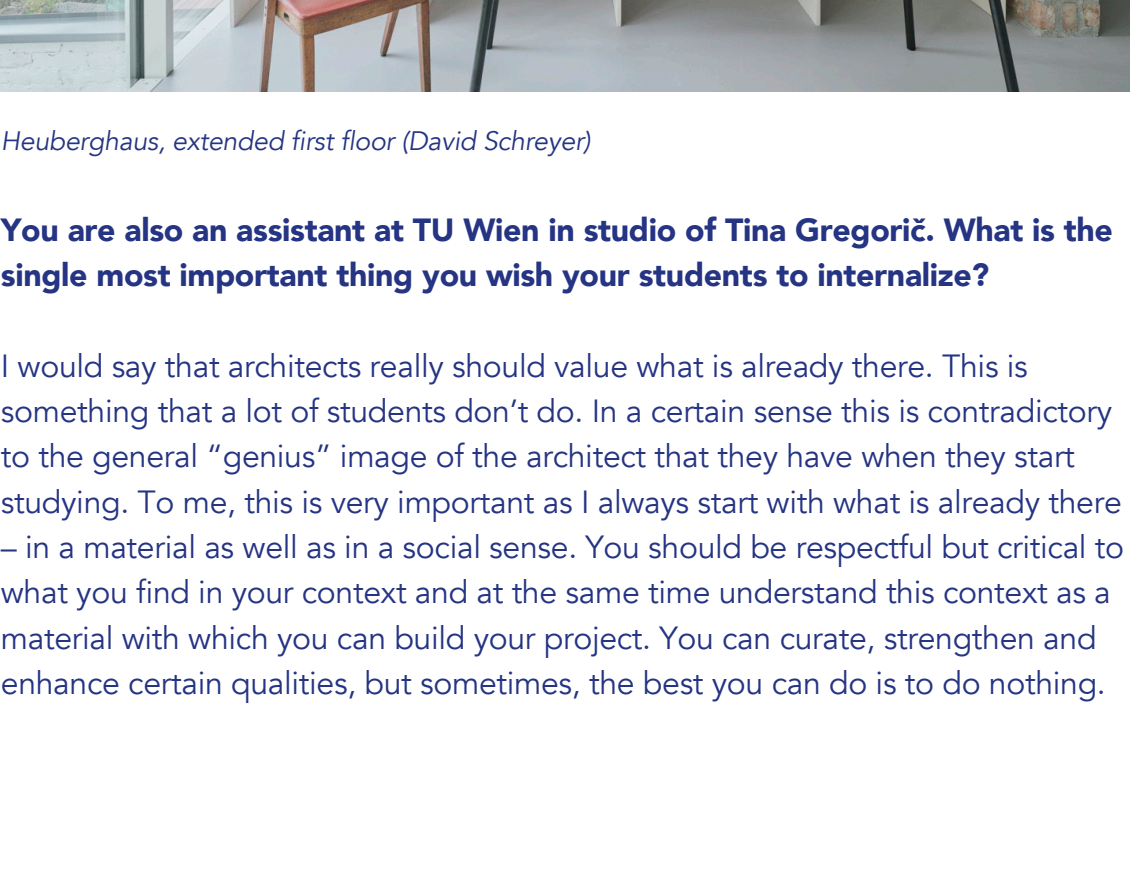 Heuberghaus, extended first floor (David Schreyer)
You are also an assistant at TU Wien in studio of Tina Gregorič. What is the
single most important thing you wish your students to internalize?
I would say that architects really should value what is already there. This is
something that a lot of students don’t do. In a certain sense this is contradictory
to the general “genius” image of the architect that they have when they start
studying. To me, this is very important as I always start with what is already there
– in a material as well as in a social sense. You should be respectful but critical to
what you find in your context and at the same time understand this context as a
material with which you can build your project. You can curate, strengthen and
enhance certain qualities, but sometimes, the best you can do is to do nothing.